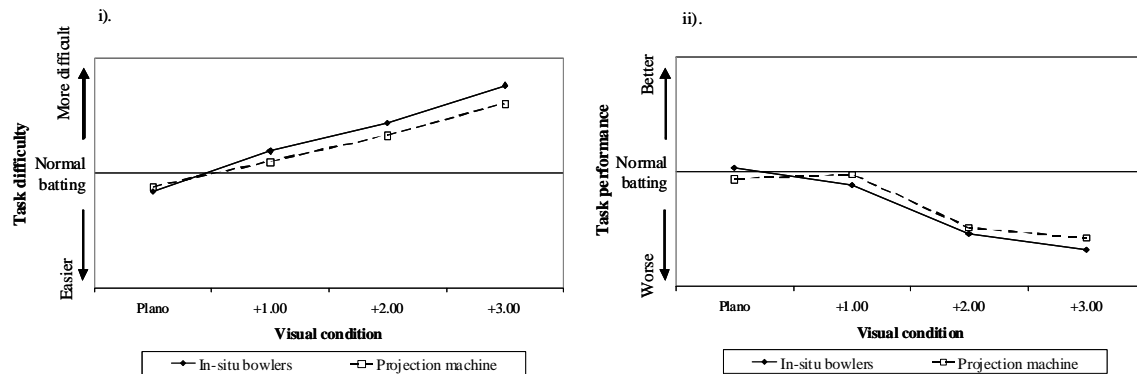 i).
More difficult
Task difficulty
Normal
batting
Easier
Plano +1.00 +2.00 +3.00
Visual condition
In-situ bowlers Projection machine
ii).
Better
Task performance
Normal
batting
Worse
Plano +1.00 +2.00 +3.00
Visual condition
In-situ bowlers Projection machine